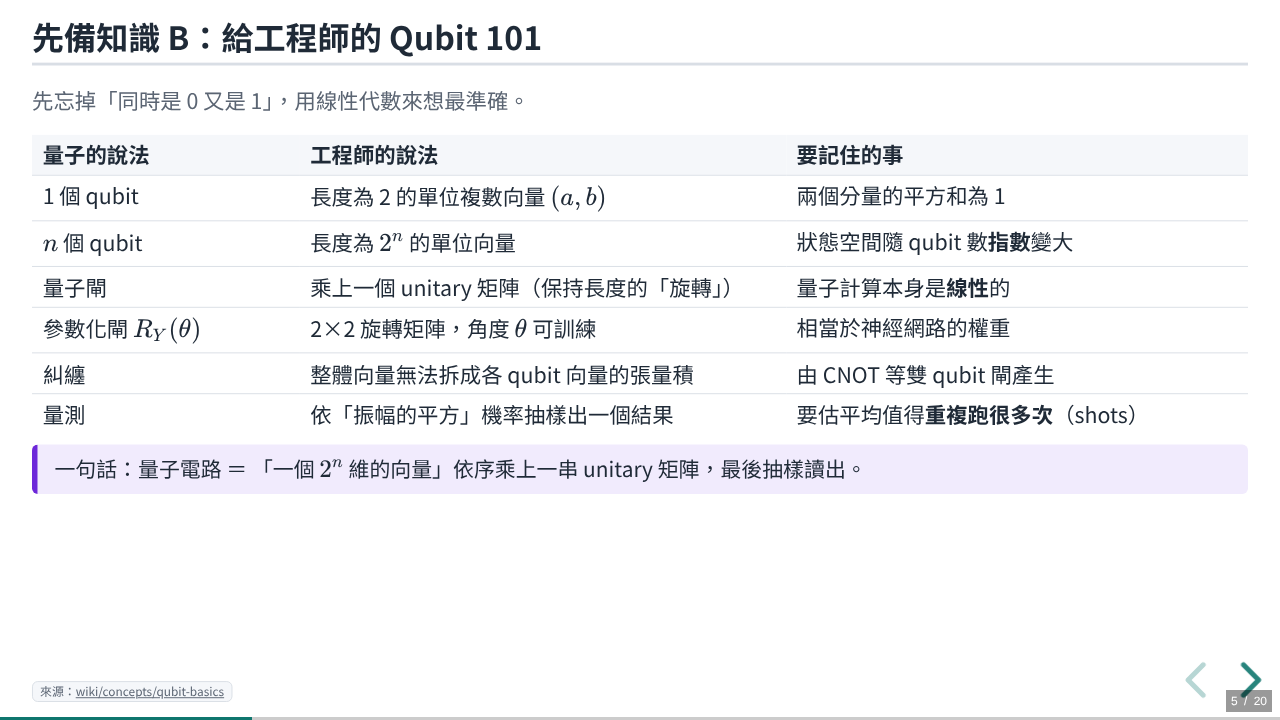 先備知識 B：給工程師的 Qubit 101
先忘掉「同時是 0 又是 1」，用線性代數來想最準確。
量子的說法 工程師的說法 要記住的事
1 個 qubit 長度為 2 的單位複數向量 (a, b) 兩個分量的平方和為 1
n 個 qubit 長度為 2ⁿ 的單位向量 狀態空間隨 qubit 數指數變大
量子閘 乘上一個 unitary 矩陣（保持長度的「旋轉」） 量子計算本身是線性的
參數化閘 R_Y(θ) 2×2 旋轉矩陣，角度 θ 可訓練 相當於神經網路的權重
糾纏 整體向量無法拆成各 qubit 向量的張量積 由 CNOT 等雙 qubit 閘產生
量測 依「振幅的平方」機率抽樣出一個結果 要估平均值得重複跑很多次（shots）
一句話：量子電路 = 「一個 2ⁿ 維的向量」依序乘上一串 unitary 矩陣，最後抽樣讀出。
來源：wiki/concepts/qubit-basics
5 / 20